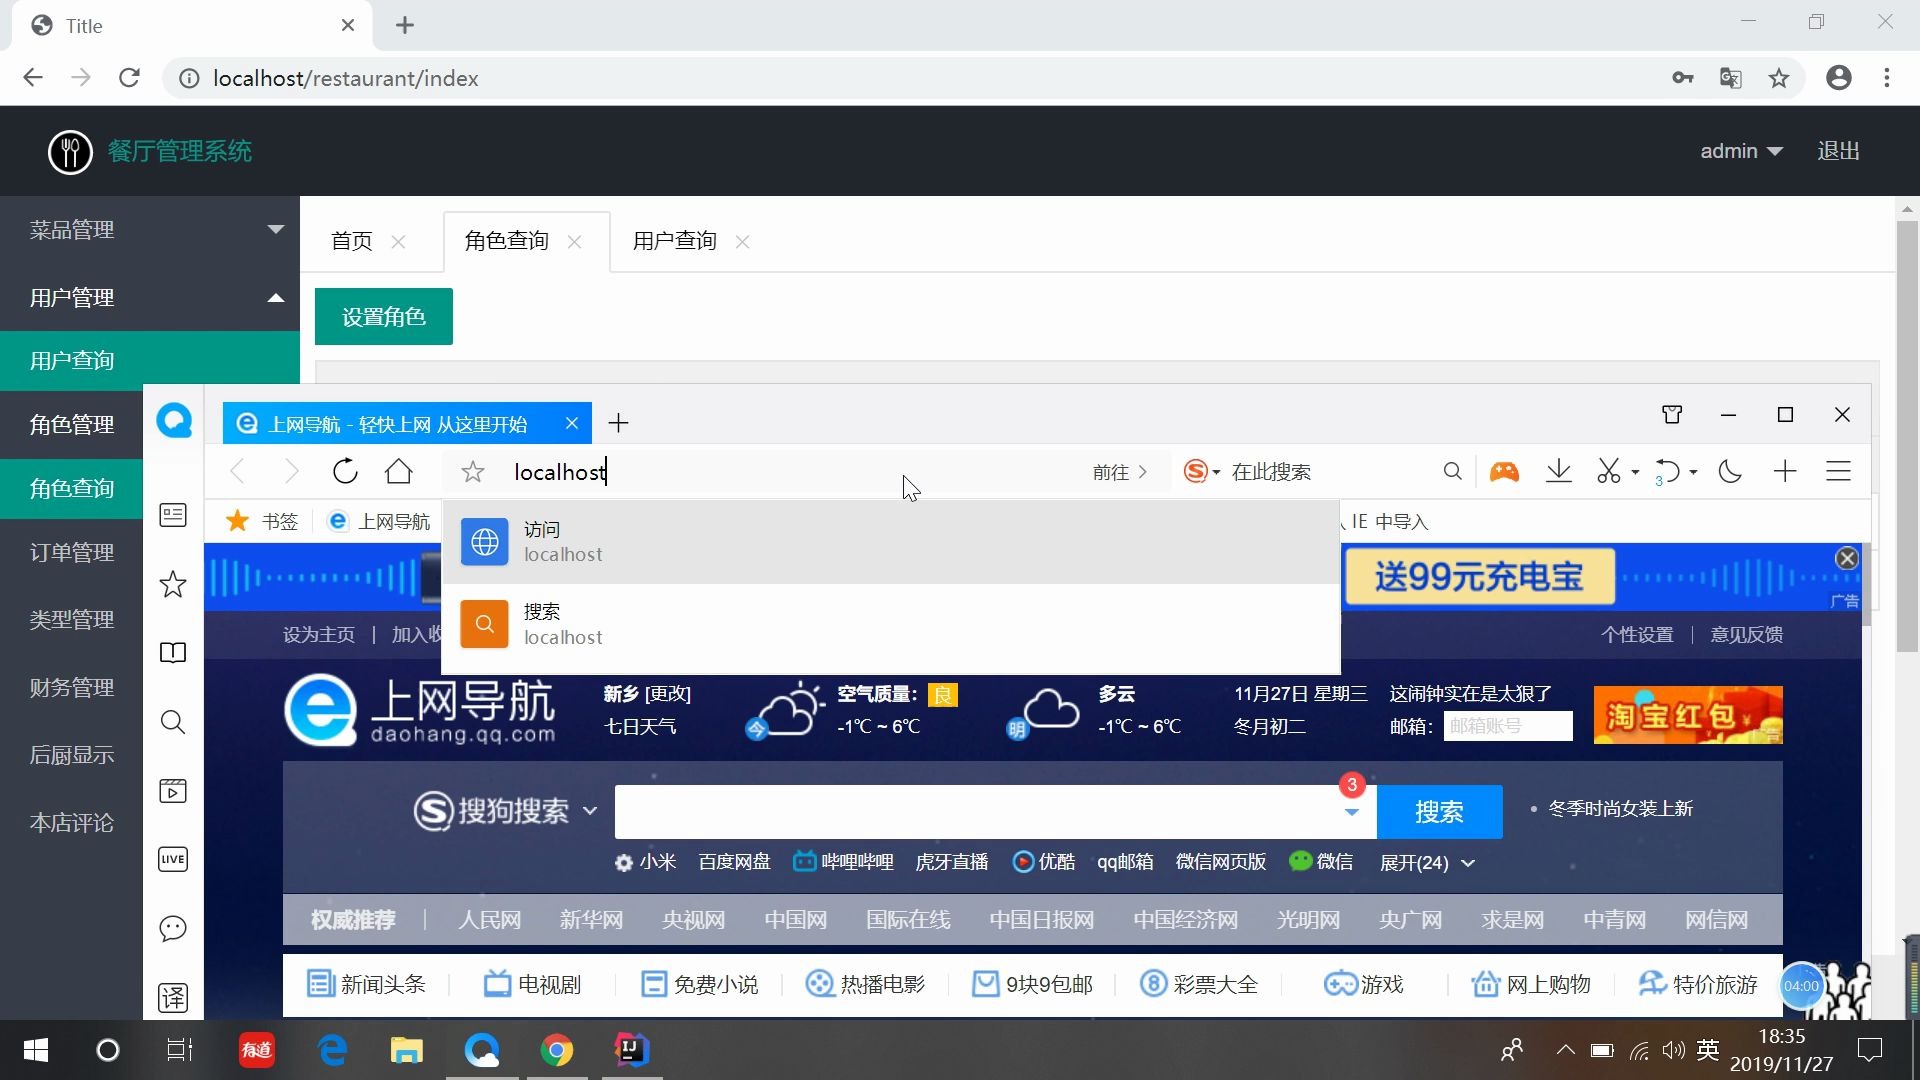 Title
localhost/restaurant/index
餐厅管理系统
admin
退出
菜品管理
用户管理
用户查询
角色管理
角色查询
订单管理
类型管理
财务管理
后厨显示
本店评论
首页
角色查询
用户查询
设置角色
上网导航 - 轻快上网 从这里开始
localhost
前往
在此搜索
3
书签
上网导航
IE 中导入
访问
localhost
搜索
localhost
送99元充电宝
广告
设为主页 | 加入收
个性设置 | 意见反馈
上网导航
daohang.qq.com
新乡 [更改]
七日天气
今
空气质量: 良
-1℃ ~ 6℃
明
多云
-1℃ ~ 6℃
11月27日 星期三
冬月初二
这闹钟实在是太狠了
邮箱: 邮箱账号
淘宝红包
搜狗搜索
3
搜索
冬季时尚女装上新
小米 百度网盘 哔哩哔哩 虎牙直播 优酷 qq邮箱 微信网页版 微信 展开(24)
权威推荐 | 人民网 新华网 央视网 中国网 国际在线 中国日报网 中国经济网 光明网 央广网 求是网 中青网 网信网
新闻头条 电视剧 免费小说 热播电影 9块9包邮 彩票大全 游戏 网上购物 特价旅游
LIVE
译
04:00
有道
IJ
英
18:35
2019/11/27